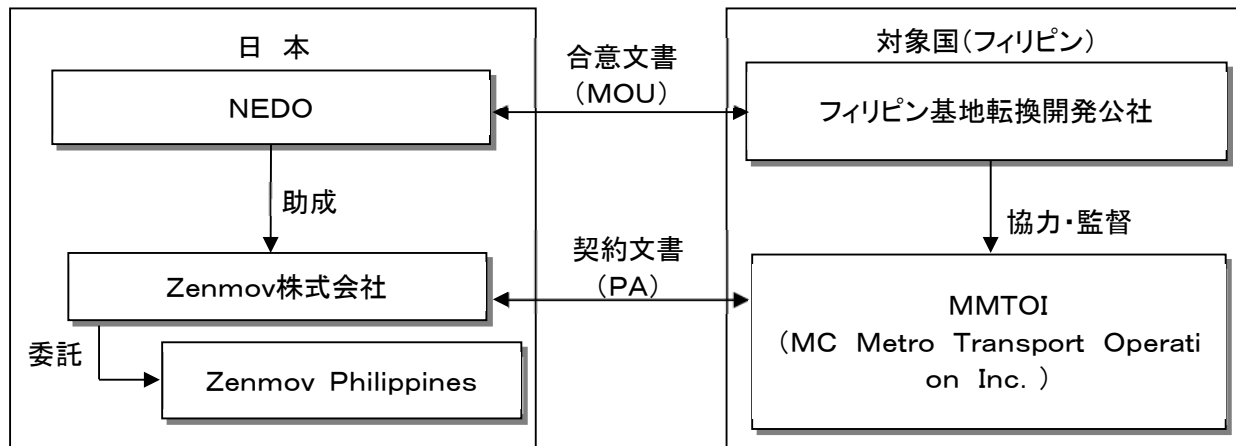 日 本
NEDO
助成
Zenmov株式会社
委託
Zenmov Philippines
合意文書
(MOU)
契約文書
(PA)
対象国(フィリピン)
フィリピン基地転換開発公社
協力・監督
MMTOI
(MC Metro Transport Operati
on Inc.)